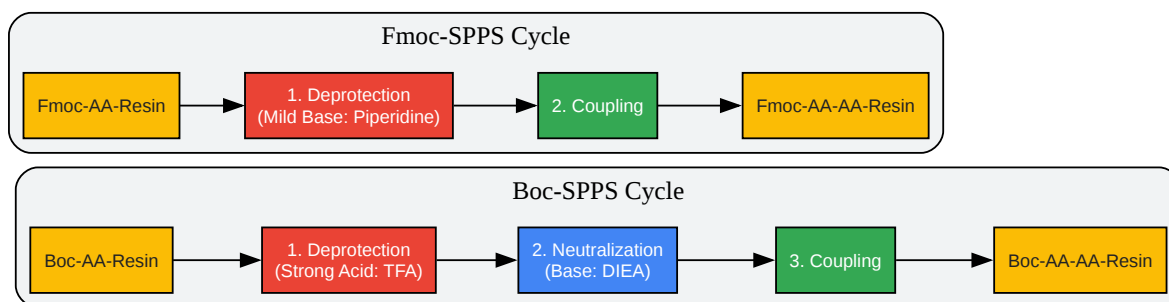 Fmoc-SPPS Cycle
Fmoc-AA-Resin
1. Deprotection
(Mild Base: Piperidine)
2. Coupling
Fmoc-AA-AA-Resin
Boc-SPPS Cycle
Boc-AA-Resin
1. Deprotection
(Strong Acid: TFA)
2. Neutralization
(Base: DIEA)
3. Coupling
Boc-AA-AA-Resin